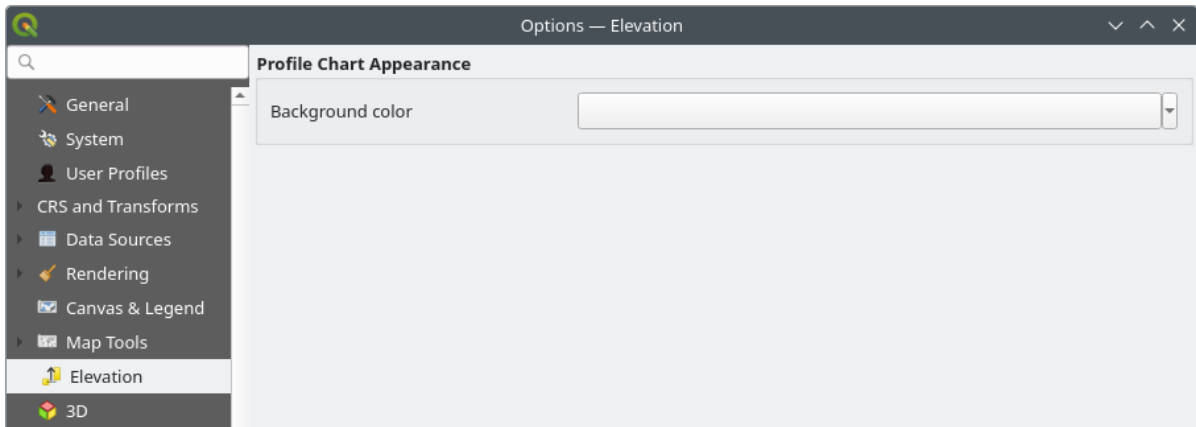 Options — Elevation
Profile Chart Appearance
Background color
General
System
User Profiles
CRS and Transforms
Data Sources
Rendering
Canvas & Legend
Map Tools
Elevation
3D